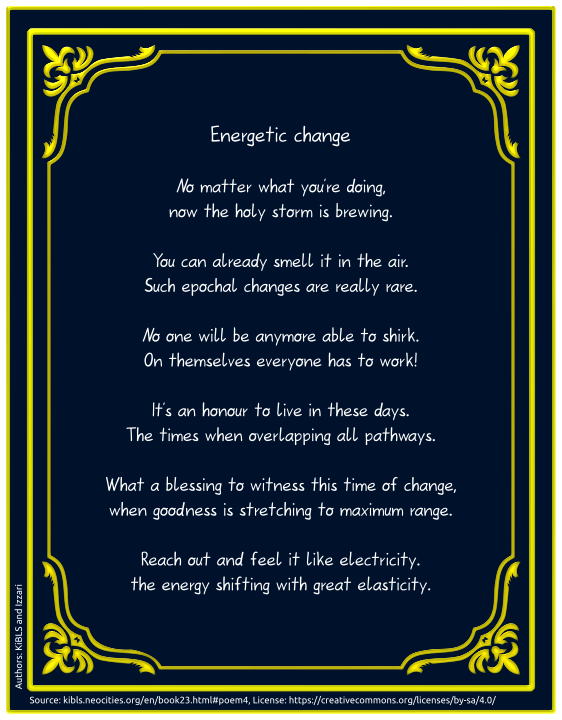 Energetic change
No matter what you're doing,
now the holy storm is brewing.
You can already smell it in the air.
Such epochal changes are really rare.
No one will be anymore able to shirk.
On themselves everyone has to work!
It's an honour to live in these days.
The times when overlapping all pathways.
What a blessing to witness this time of change,
when goodness is stretching to maximum range.
Reach out and feel it like electricity.
the energy shifting with great elasticity.
Authors: KiBLS and Izzari
Source: kibls.neocities.org/en/book23.html#poem4, License: https://creativecommons.org/licenses/by-sa/4.0/